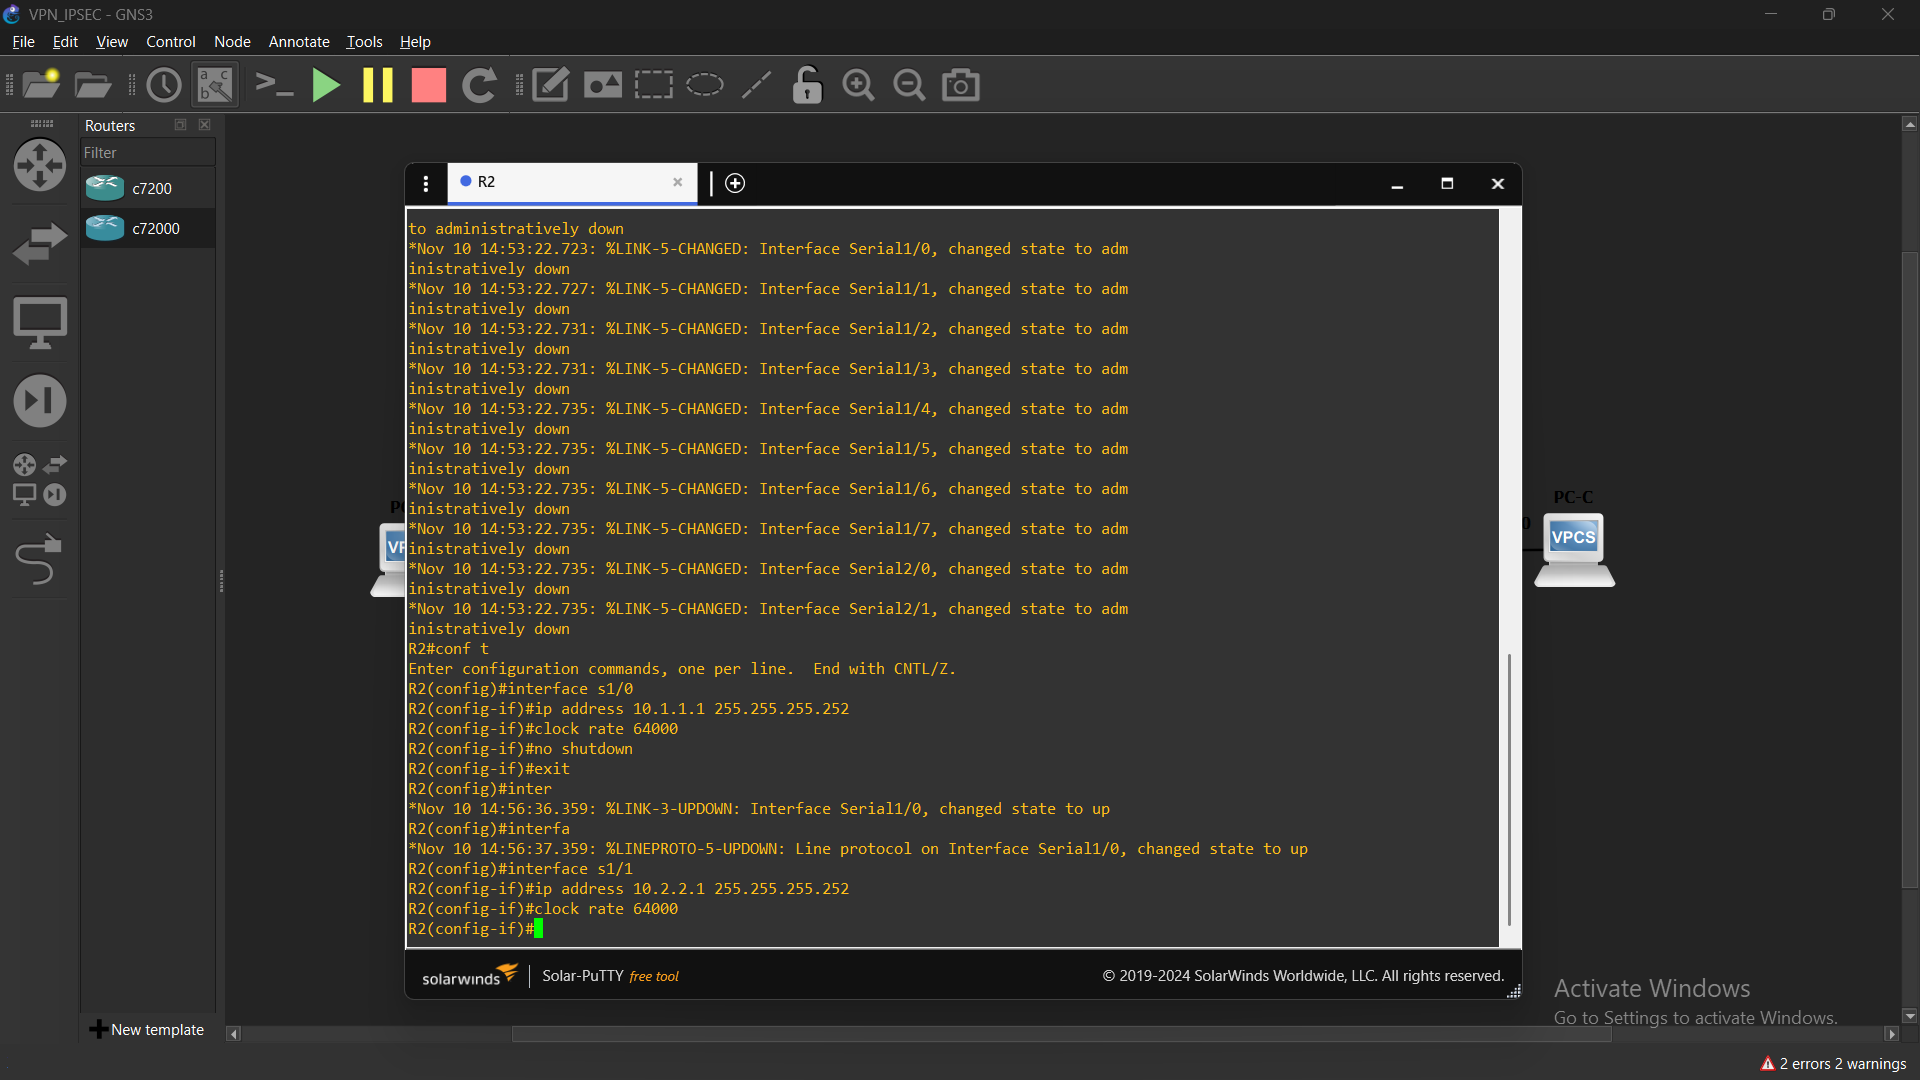 VPN_IPSEC - GNS3
File Edit View Control Node Annotate Tools Help
Routers
Filter
c7200
c72000
New template
R2
to administratively down
*Nov 10 14:53:22.723: %LINK-5-CHANGED: Interface Serial1/0, changed state to adm
inistratively down
*Nov 10 14:53:22.727: %LINK-5-CHANGED: Interface Serial1/1, changed state to adm
inistratively down
*Nov 10 14:53:22.731: %LINK-5-CHANGED: Interface Serial1/2, changed state to adm
inistratively down
*Nov 10 14:53:22.731: %LINK-5-CHANGED: Interface Serial1/3, changed state to adm
inistratively down
*Nov 10 14:53:22.735: %LINK-5-CHANGED: Interface Serial1/4, changed state to adm
inistratively down
*Nov 10 14:53:22.735: %LINK-5-CHANGED: Interface Serial1/5, changed state to adm
inistratively down
*Nov 10 14:53:22.735: %LINK-5-CHANGED: Interface Serial1/6, changed state to adm
inistratively down
*Nov 10 14:53:22.735: %LINK-5-CHANGED: Interface Serial1/7, changed state to adm
inistratively down
*Nov 10 14:53:22.735: %LINK-5-CHANGED: Interface Serial2/0, changed state to adm
inistratively down
*Nov 10 14:53:22.735: %LINK-5-CHANGED: Interface Serial2/1, changed state to adm
inistratively down
R2#conf t
Enter configuration commands, one per line.  End with CNTL/Z.
R2(config)#interface s1/0
R2(config-if)#ip address 10.1.1.1 255.255.255.252
R2(config-if)#clock rate 64000
R2(config-if)#no shutdown
R2(config-if)#exit
R2(config)#inter
*Nov 10 14:56:36.359: %LINK-3-UPDOWN: Interface Serial1/0, changed state to up
R2(config)#interfa
*Nov 10 14:56:37.359: %LINEPROTO-5-UPDOWN: Line protocol on Interface Serial1/0, changed state to up
R2(config)#interface s1/1
R2(config-if)#ip address 10.2.2.1 255.255.255.252
R2(config-if)#clock rate 64000
R2(config-if)#
solarwinds Solar-PuTTY free tool
© 2019-2024 SolarWinds Worldwide, LLC. All rights reserved.
PC-C
VPCS
Activate Windows
Go to Settings to activate Windows.
2 errors 2 warnings